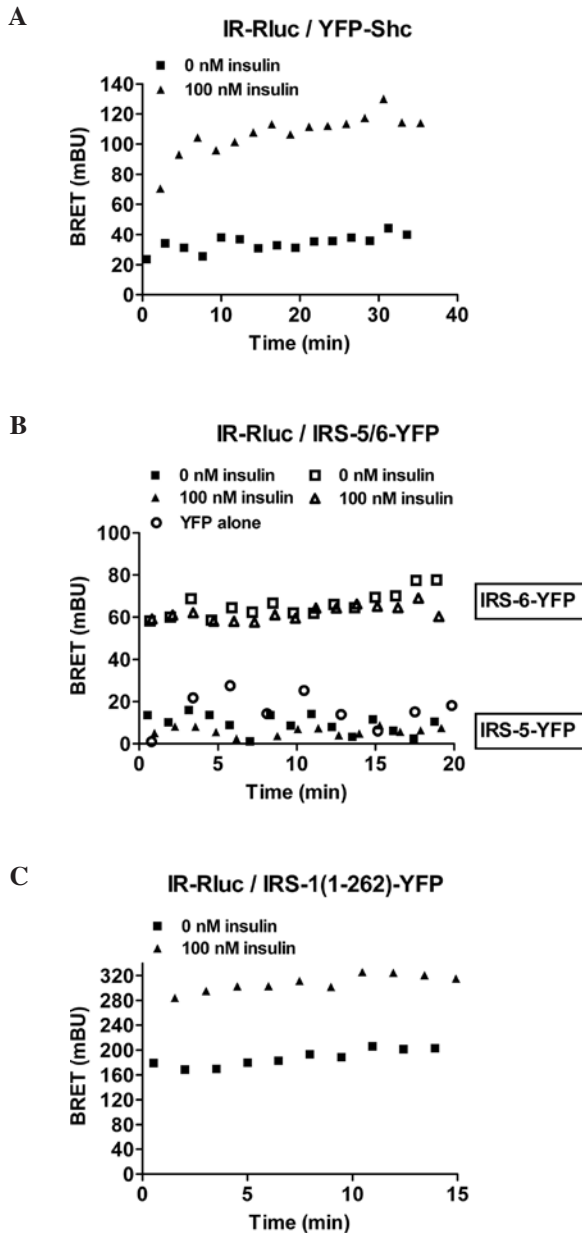 A
IR-Rluc / YFP-Shc
0 nM insulin
100 nM insulin
140
120
100
80
60
40
20
0
BRET (mBU)
0 10 20 30 40
Time (min)
B
IR-Rluc / IRS-5/6-YFP
0 nM insulin 0 nM insulin
100 nM insulin 100 nM insulin
YFP alone
100
80
60
40
20
0
BRET (mBU)
IRS-6-YFP
IRS-5-YFP
0 5 10 15 20
Time (min)
C
IR-Rluc / IRS-1(1-262)-YFP
0 nM insulin
100 nM insulin
320
280
240
200
160
120
80
40
0
BRET (mBU)
0 5 10 15
Time (min)